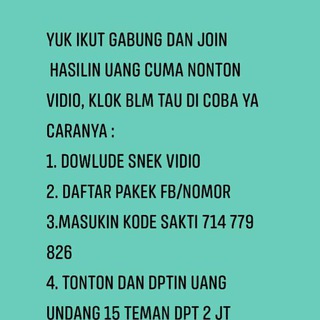 YUK IKUT GABUNG DAN JOIN
HASILIN UANG CUMA NONTON
VIDIO, KLOK BLM TAU DI COBA YA
CARANYA :
1. DOWLUDE SNEK VIDIO
2. DAFTAR PAKEK FB/NOMOR
3.MASUKIN KODE SAKTI 714 779
826
4. TONTON DAN DPTIN UANG
UNDANG 15 TEMAN DPT 2 JT